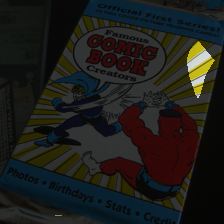 Official First Series!
Famous
COMIC
BOOK
Creators
Photos • Birthdays • Stats • Credits